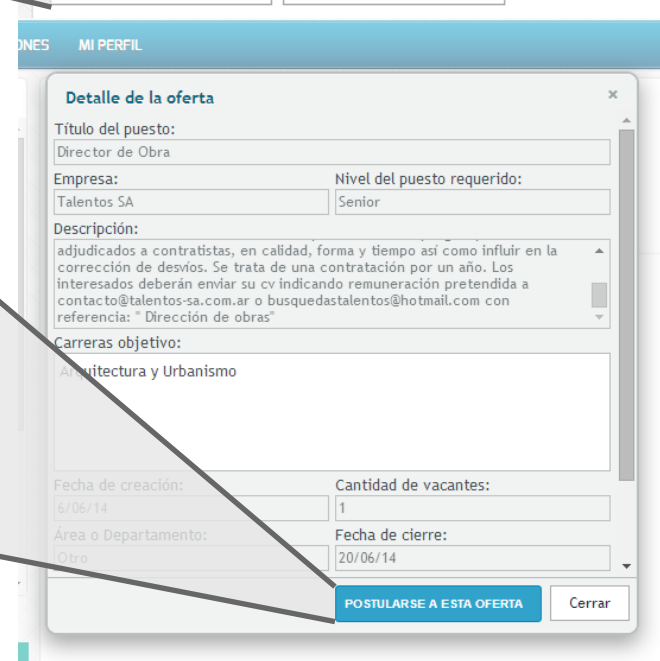 MI PERFIL
Detalle de la oferta ×
Título del puesto:
Director de Obra
Empresa: Nivel del puesto requerido:
Talentos SA Senior
Descripción:
adjudicados a contratistas, en calidad, forma y tiempo así como influir en la
corrección de desvíos. Se trata de una contratación por un año. Los
interesados deberán enviar su cv indicando remuneración pretendida a
contacto@talentos-sa.com.ar o busquedastalentos@hotmail.com con
referencia: " Dirección de obras"
Carreras objetivo:
Arquitectura y Urbanismo
Fecha de creación: Cantidad de vacantes:
6/06/14 1
Área o Departamento: Fecha de cierre:
Otro 20/06/14
POSTULARSE A ESTA OFERTA Cerrar